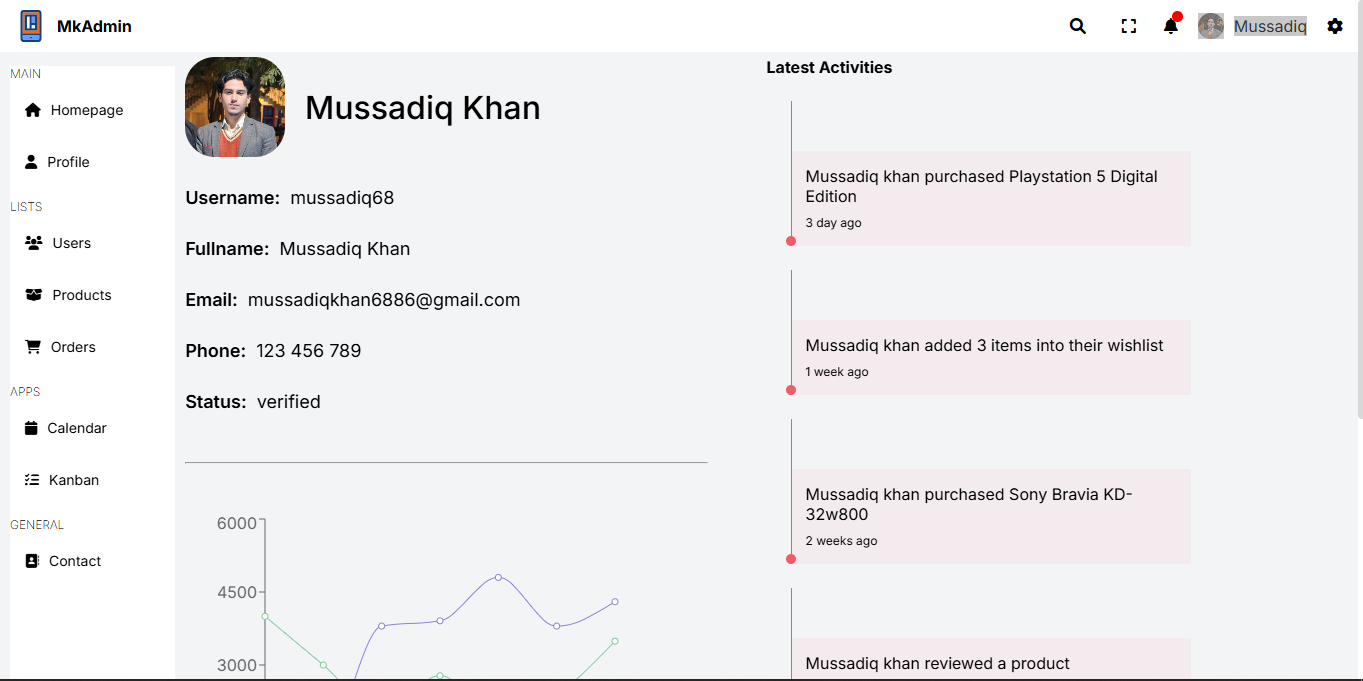 MkAdmin
Mussadiq
MAIN
Homepage
Profile
LISTS
Users
Products
Orders
APPS
Calendar
Kanban
GENERAL
Contact
Mussadiq Khan
Username: mussadiq68
Fullname: Mussadiq Khan
Email: mussadiqkhan6886@gmail.com
Phone: 123 456 789
Status: verified
6000
4500
3000
Latest Activities
Mussadiq khan purchased Playstation 5 Digital
Edition
3 day ago
Mussadiq khan added 3 items into their wishlist
1 week ago
Mussadiq khan purchased Sony Bravia KD-
32w800
2 weeks ago
Mussadiq khan reviewed a product